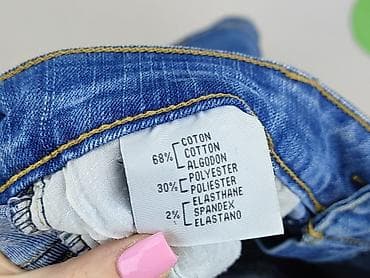 COTON
68% COTTON
ALGODON
POLYESTER
30% POLIESTER
ELASTHANE
2% SPANDEX
ELASTANO